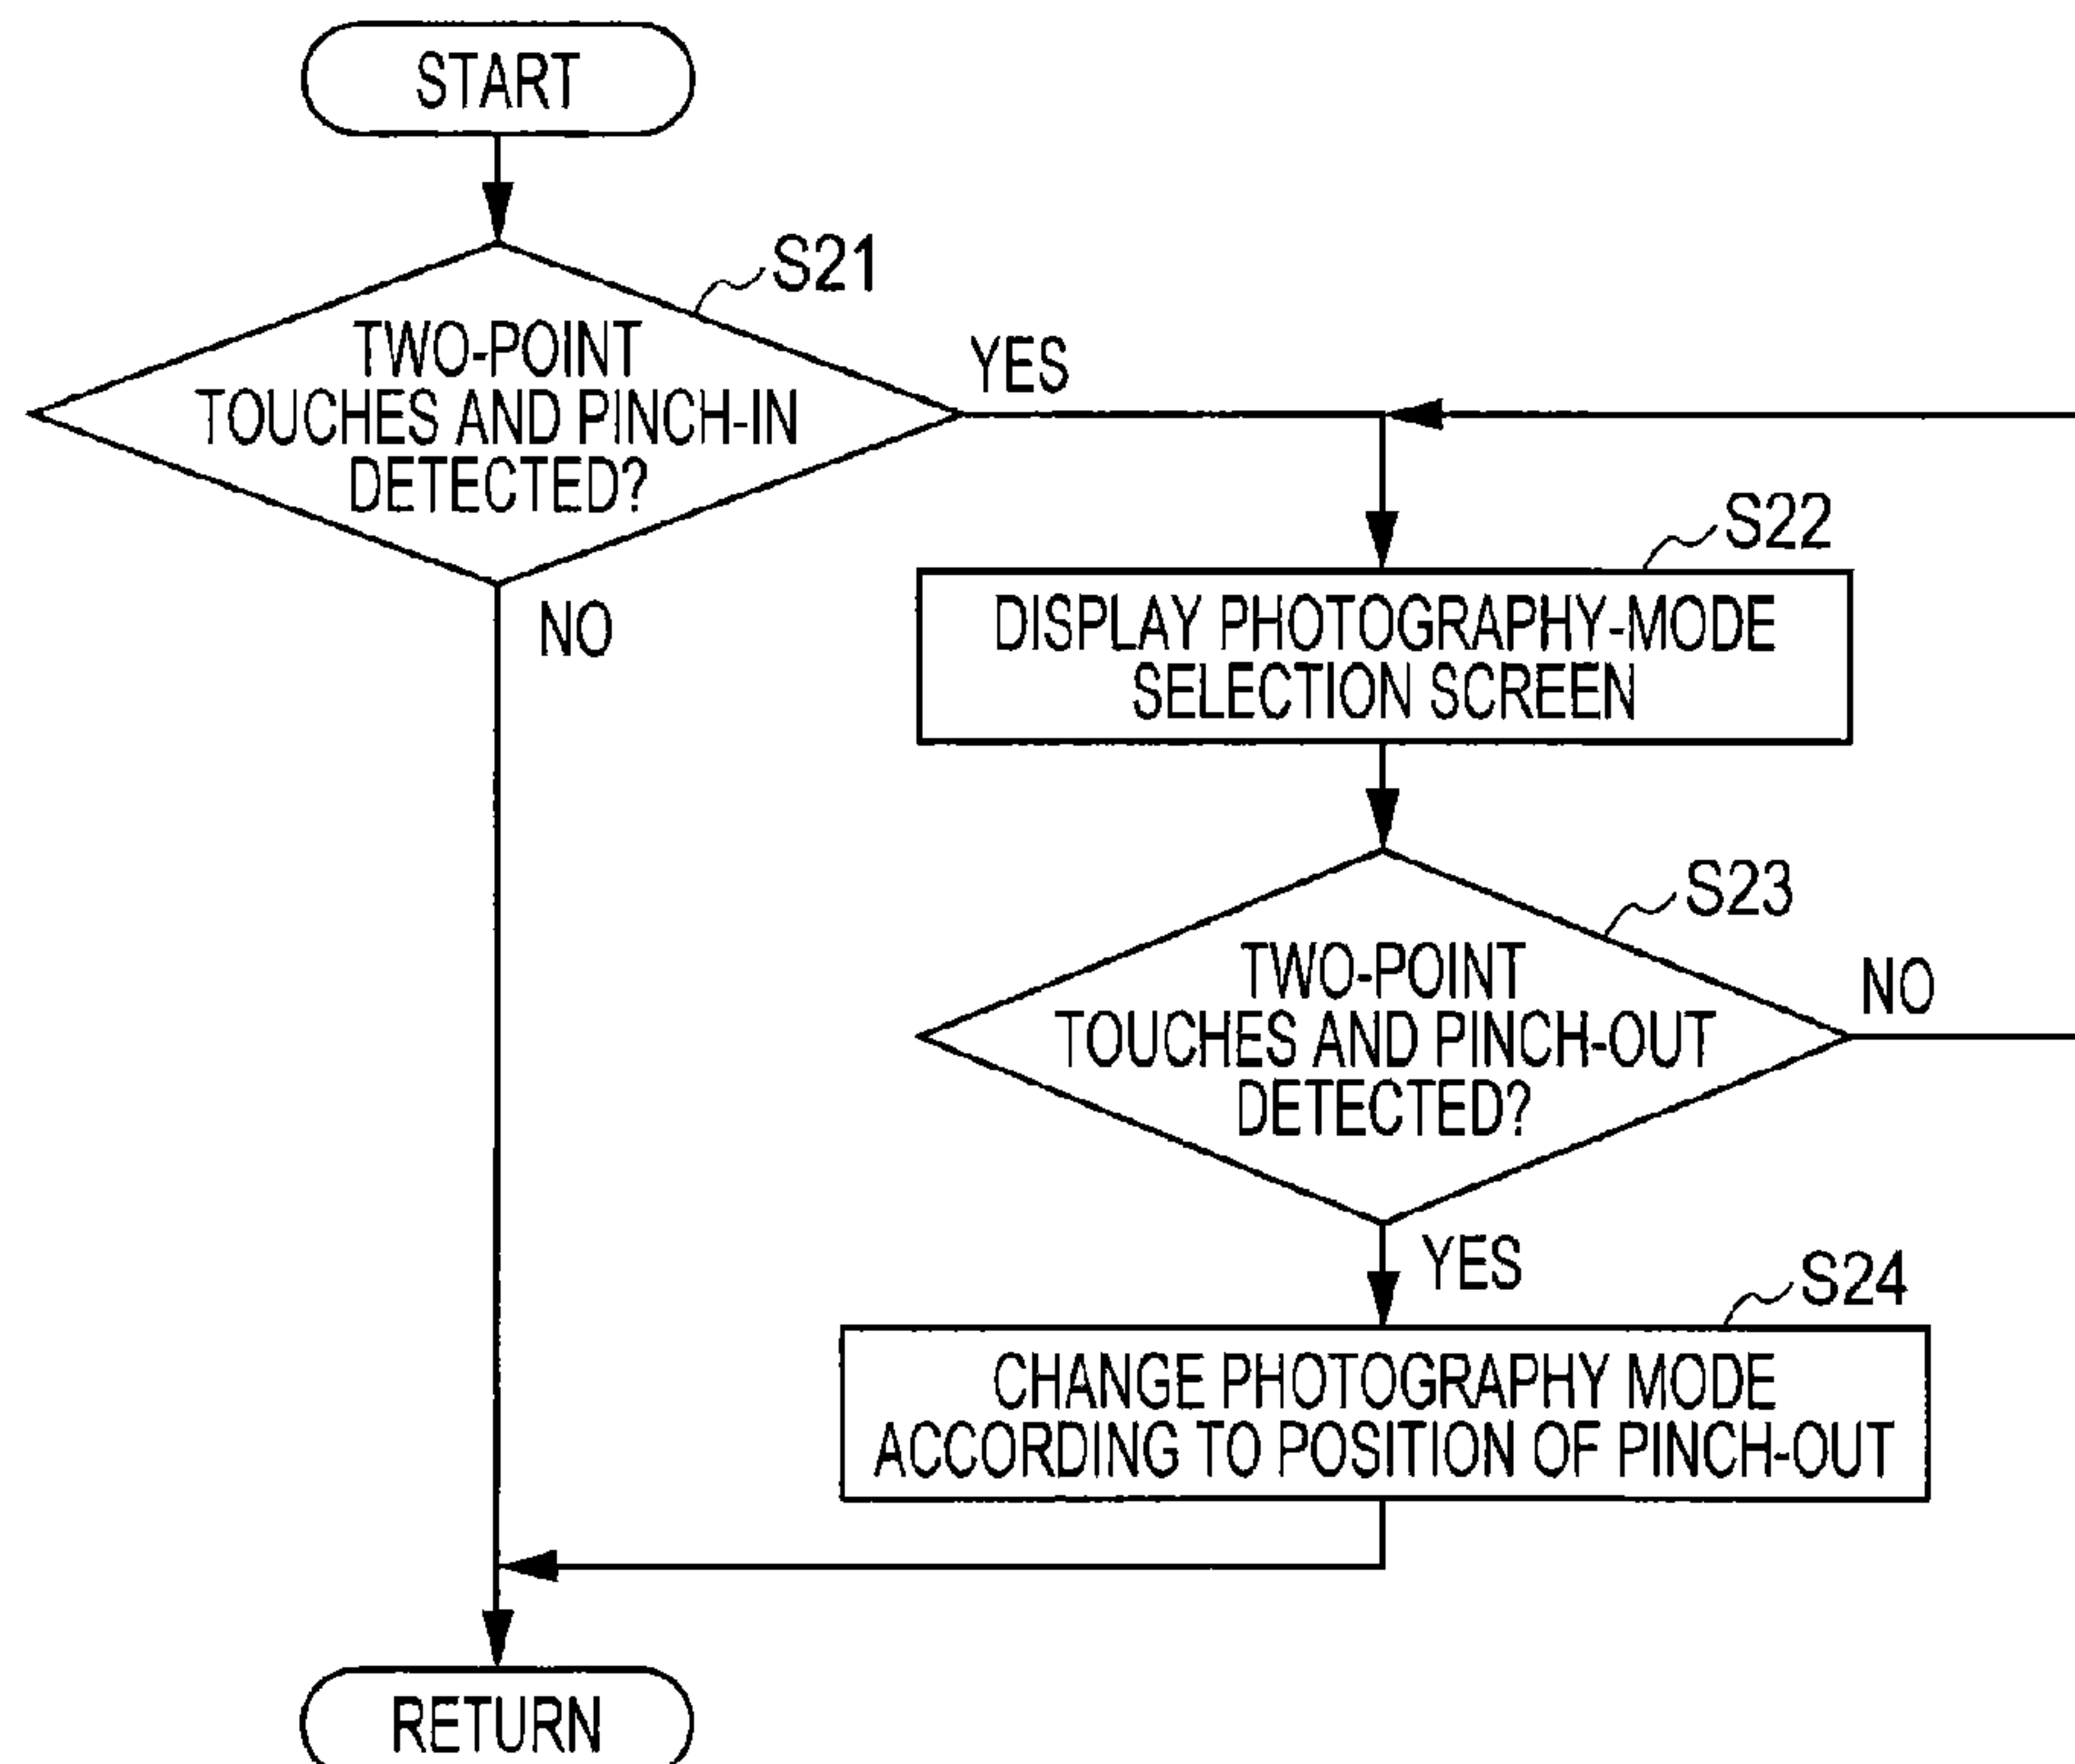 START
S21
TWO-POINT
TOUCHES AND PINCH-IN
DETECTED?
YES
NO
S22
DISPLAY PHOTOGRAPHY-MODE
SELECTION SCREEN
S23
TWO-POINT
TOUCHES AND PINCH-OUT
DETECTED?
NO
YES
S24
CHANGE PHOTOGRAPHY MODE
ACCORDING TO POSITION OF PINCH-OUT
RETURN